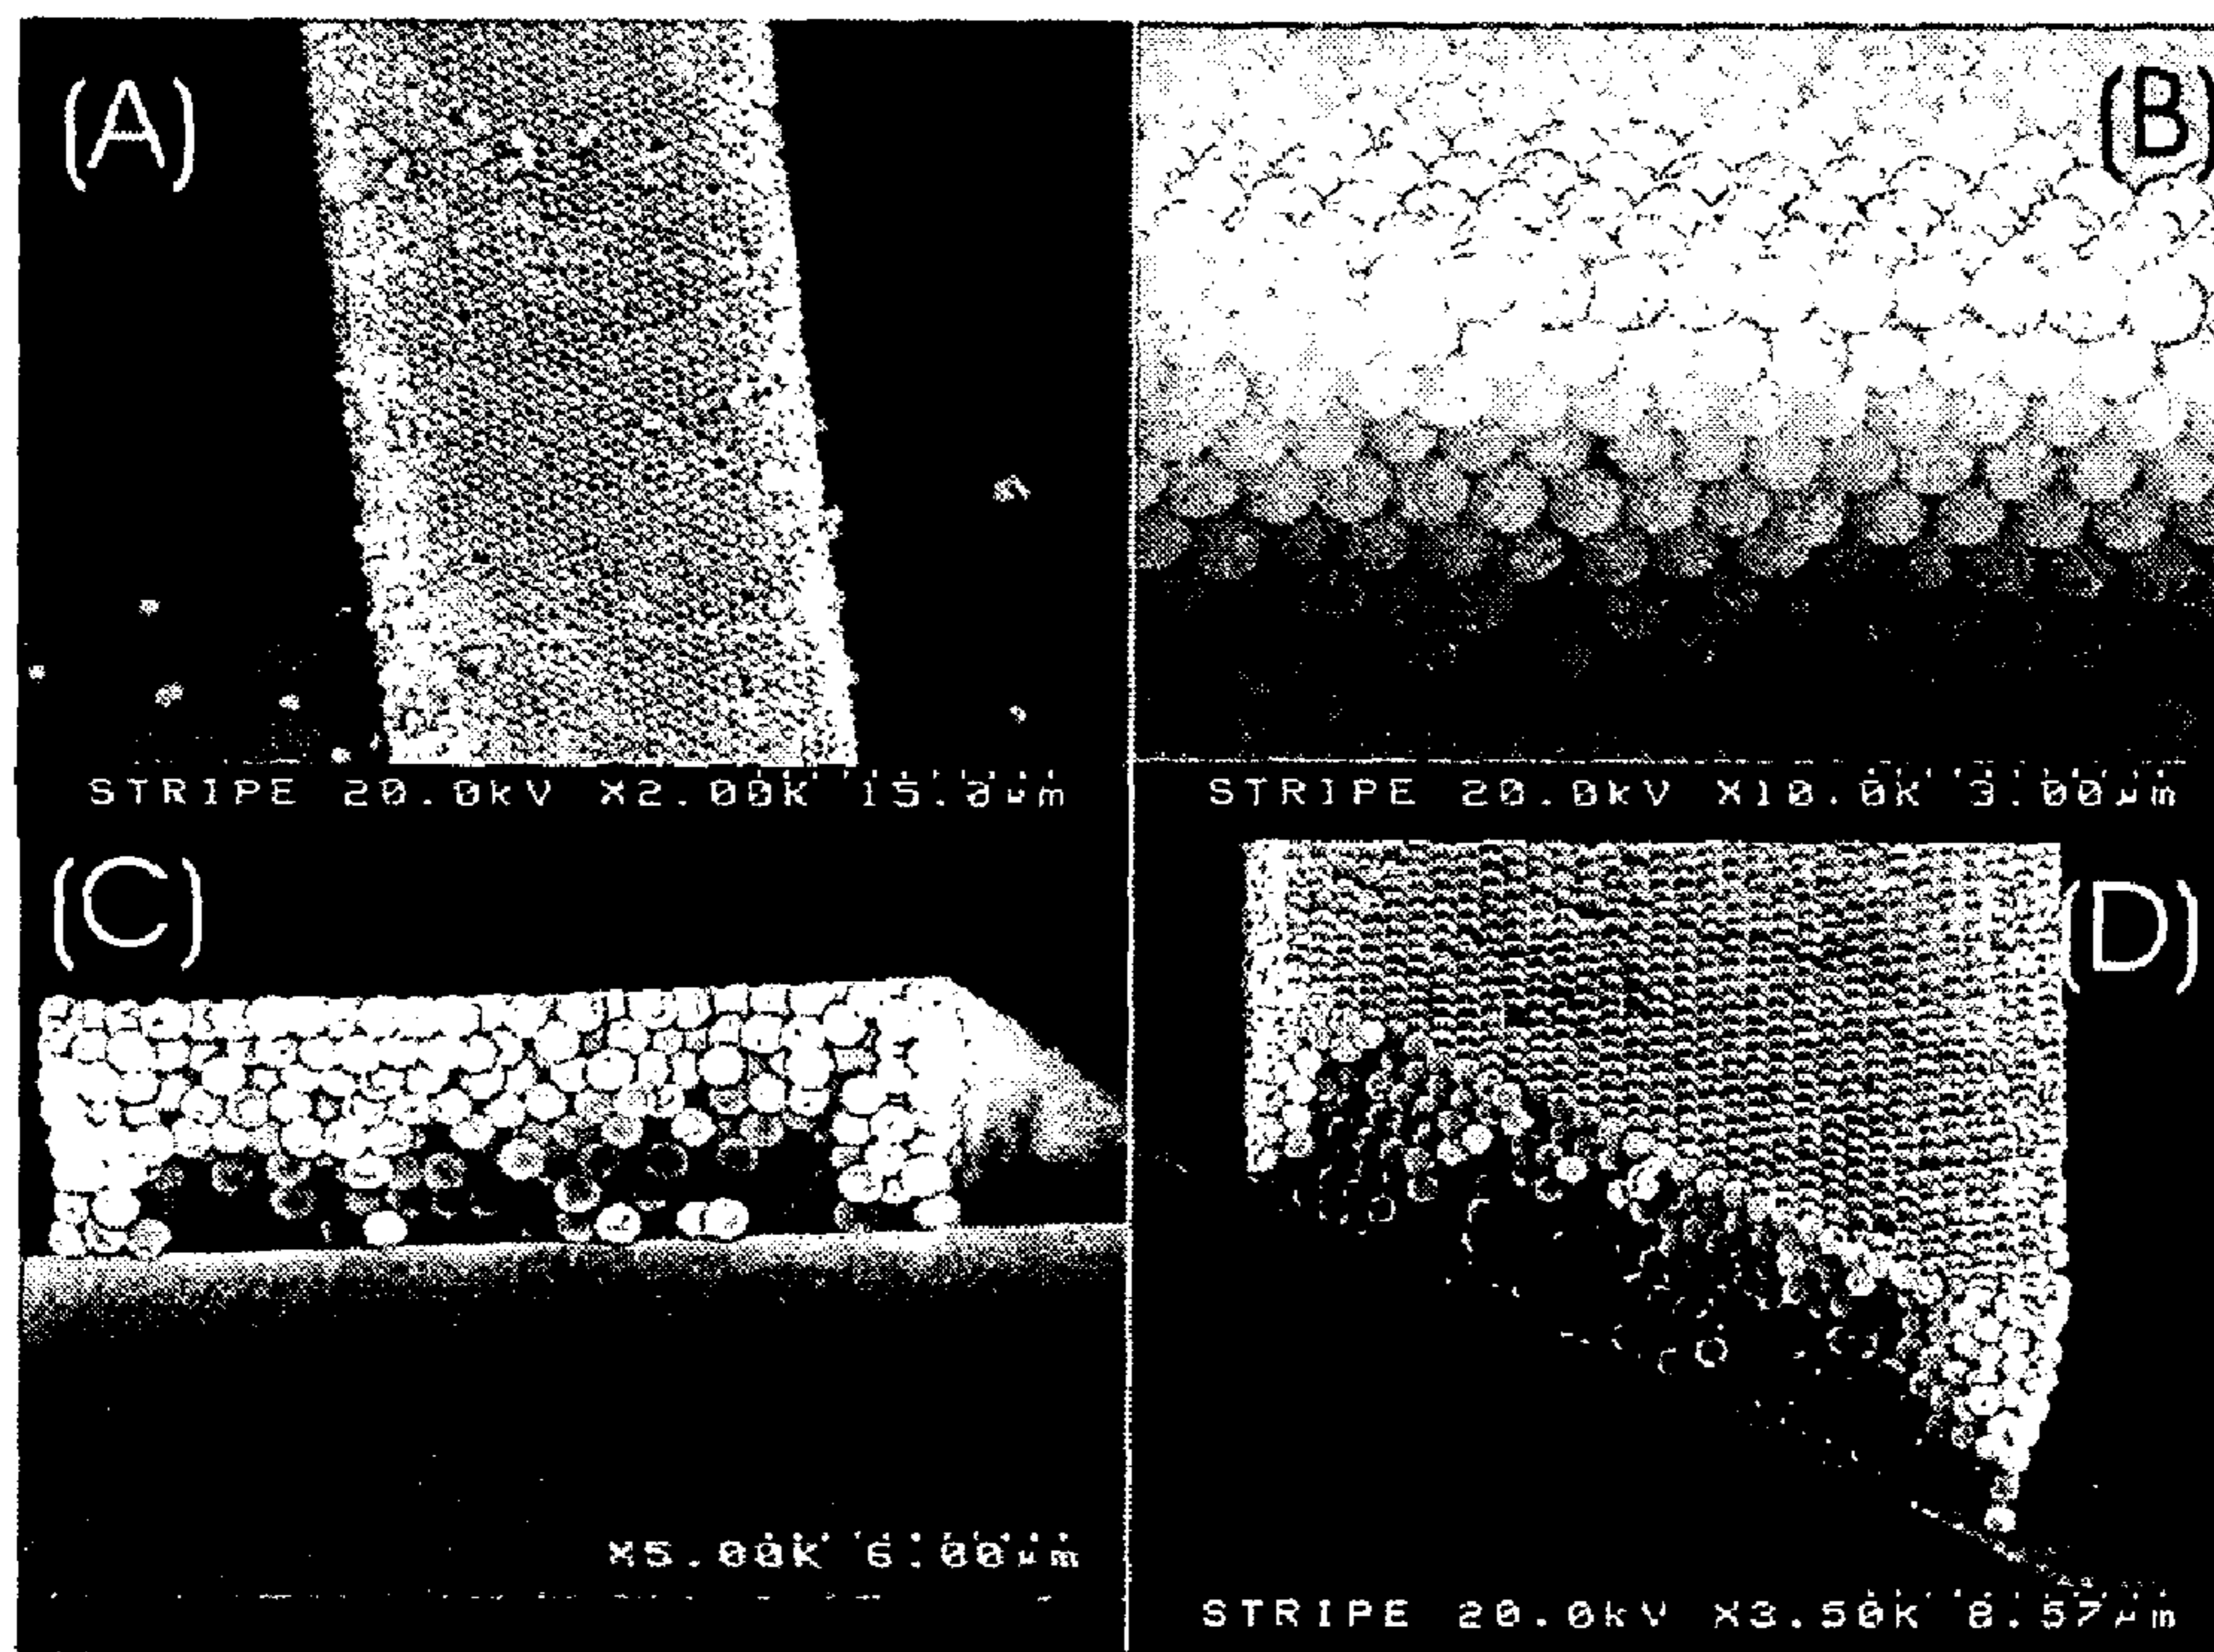 (A)
(B)
STRIPE 20.0kV X2.00K 15.0µm
STRIPE 20.0kV X10.0K 3.00µm
(C)
(D)
X5.00K 6.00µm
STRIPE 20.0kV X3.50K 8.57µm